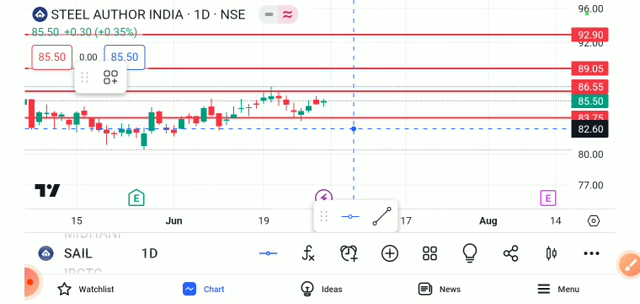 STEEL AUTHOR INDIA · 1D · NSE
96.00
85.50 +0.30 (+0.35%)
92.90
92.00
85.50 0.00 85.50
89.05
86.55
85.50
83.75
82.60
80.00
77.00
E E
15 Jun 19 17 Aug 14
SAIL 1D
Watchlist Chart Ideas News Menu